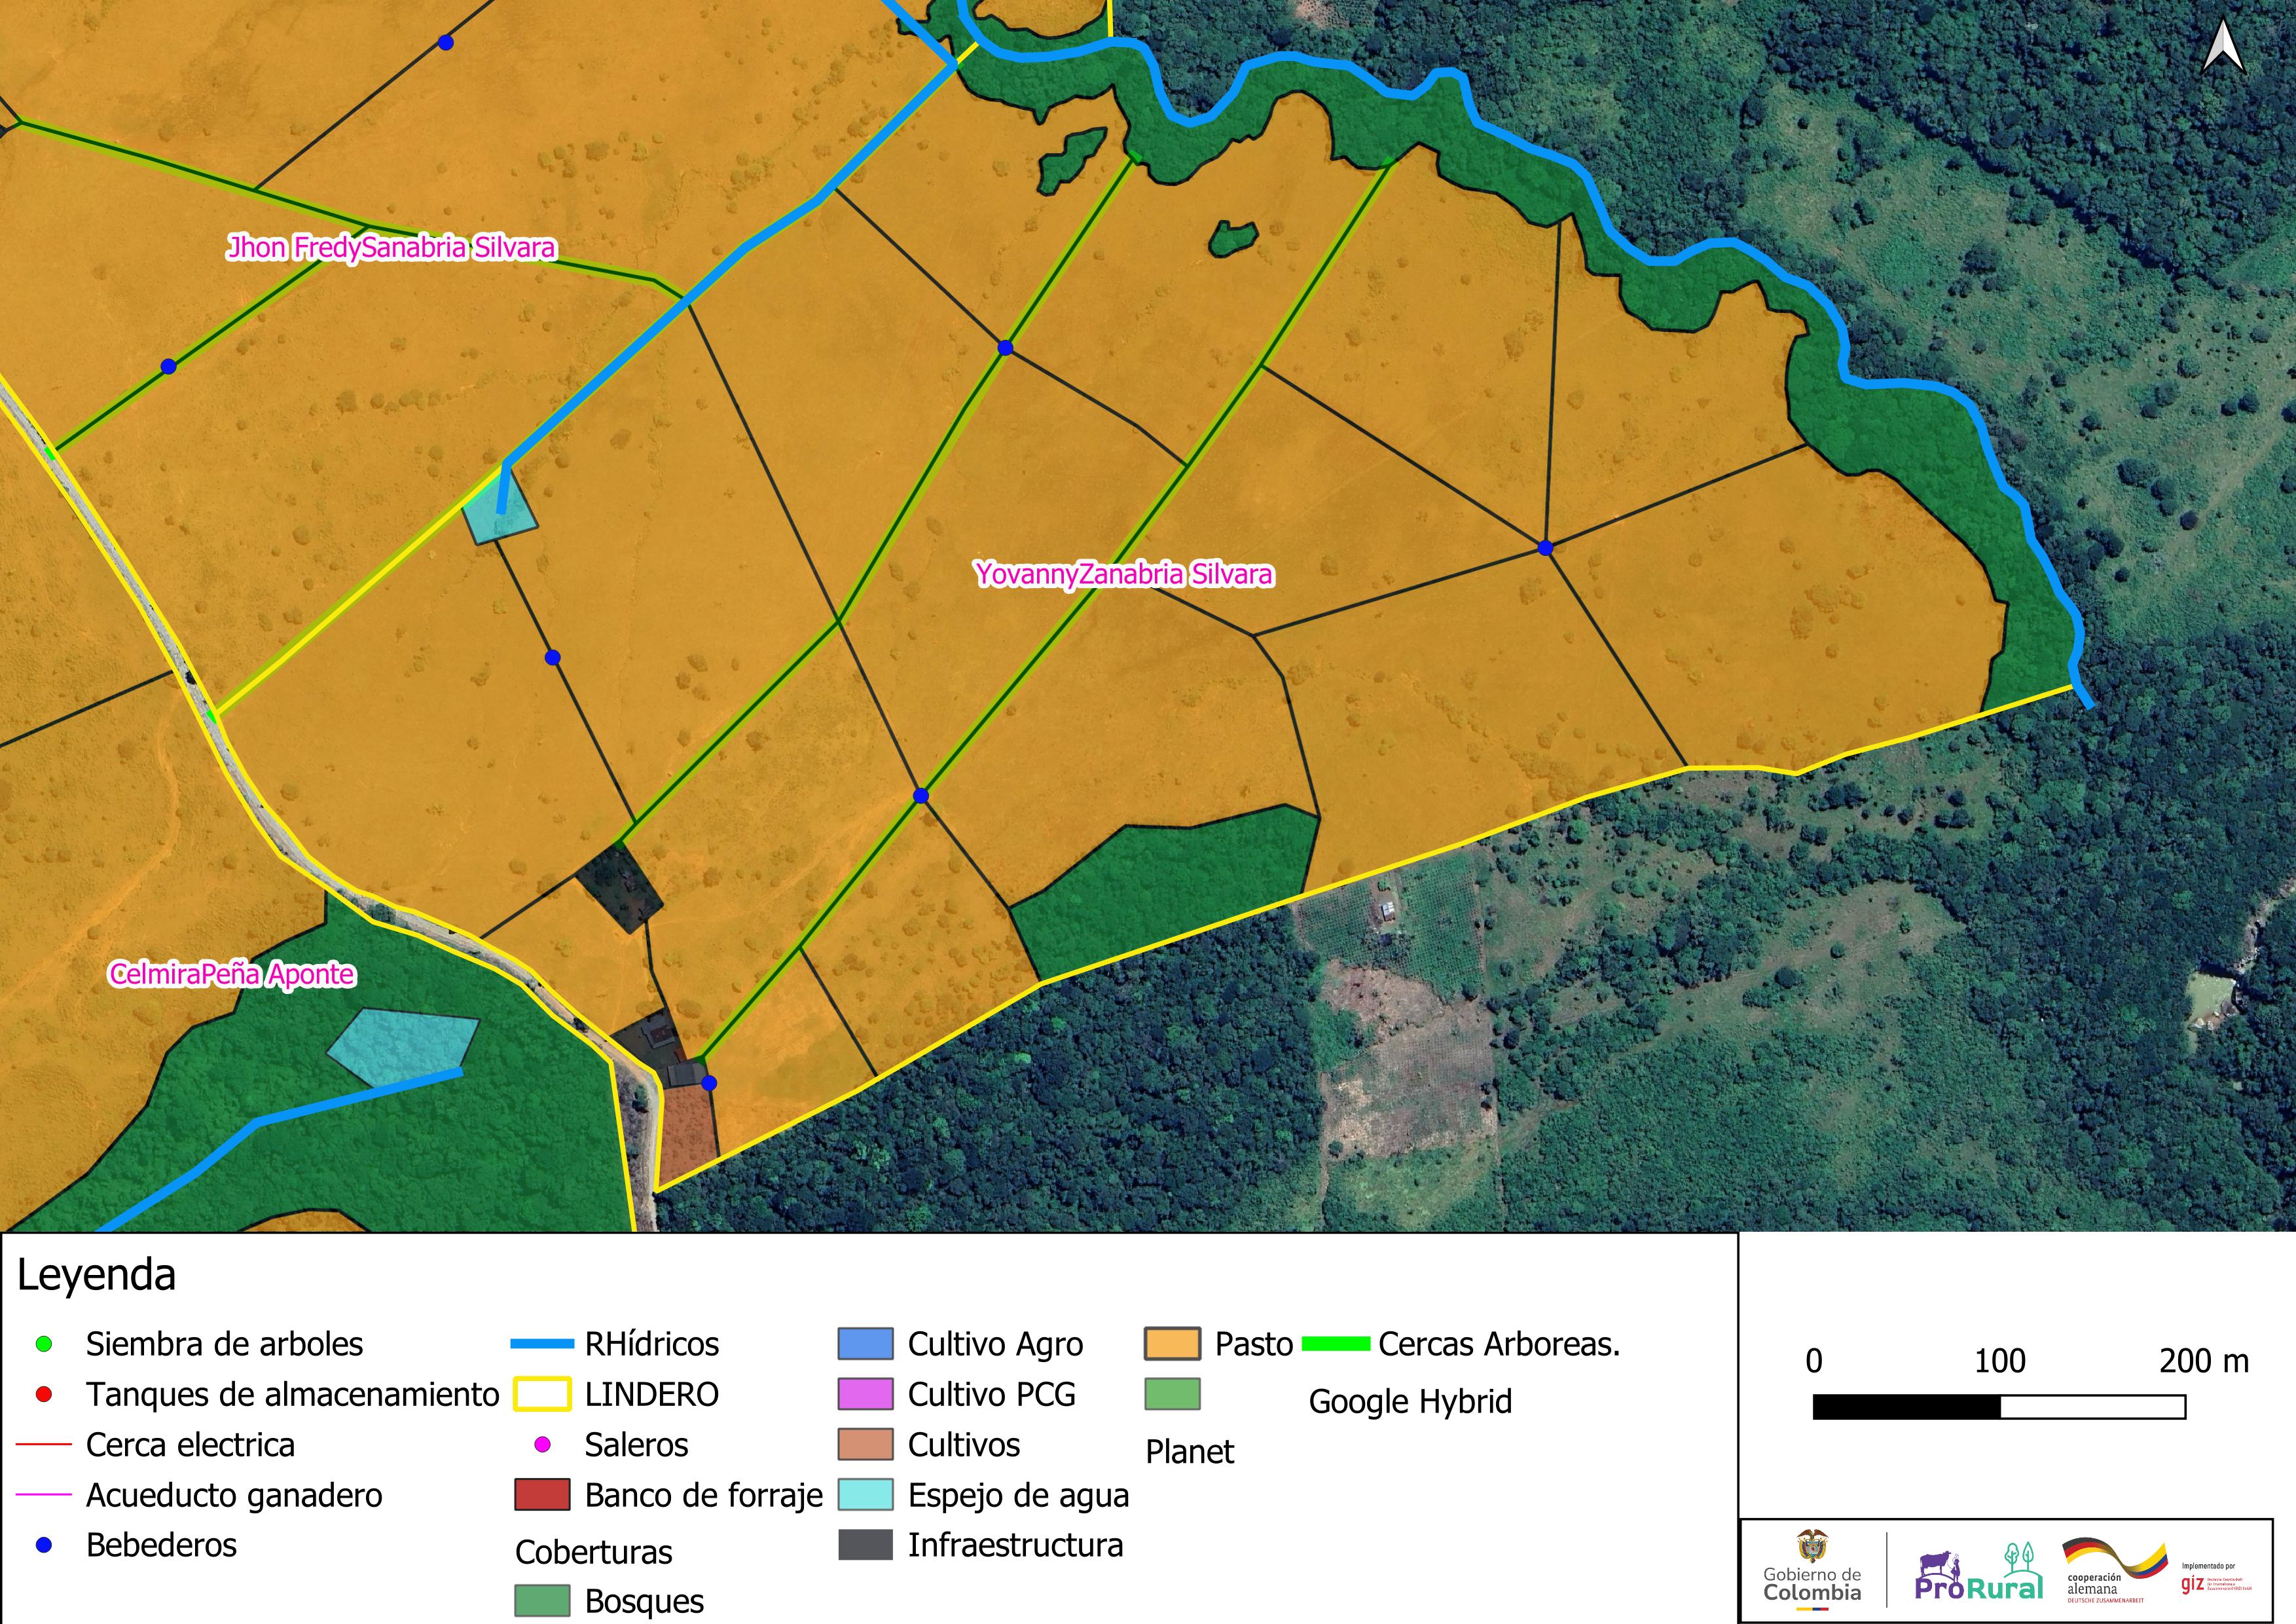 Jhon FredySanabria Silvara
YovannyZanabria Silvara
CelmiraPeña Aponte
Leyenda
Siembra de arboles
Tanques de almacenamiento
Cerca electrica
Acueducto ganadero
Bebederos
RHídricos
LINDERO
Saleros
Banco de forraje
Coberturas
Bosques
Cultivo Agro
Cultivo PCG
Cultivos
Espejo de agua
Infraestructura
Pasto
Planet
Cercas Arboreas.
Google Hybrid
0 100 200 m
Gobierno de
Colombia
ProRural
cooperación
alemana
DEUTSCHE ZUSAMMENARBEIT
Implementado por
giz